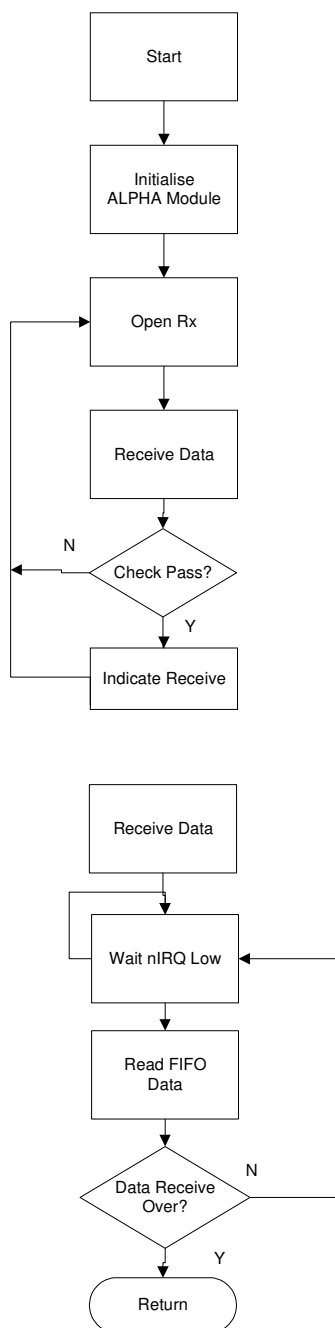 Start
Initialise
ALPHA Module
Open Rx
Receive Data
N
Check Pass?
Y
Indicate Receive
Receive Data
Wait nIRQ Low
Read FIFO
Data
N
Data Receive
Over?
Y
Return